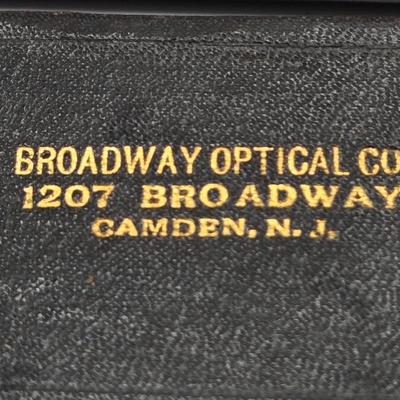 BROADWAY OPTICAL CO
1207 BROADWAY
CAMDEN, N. J.